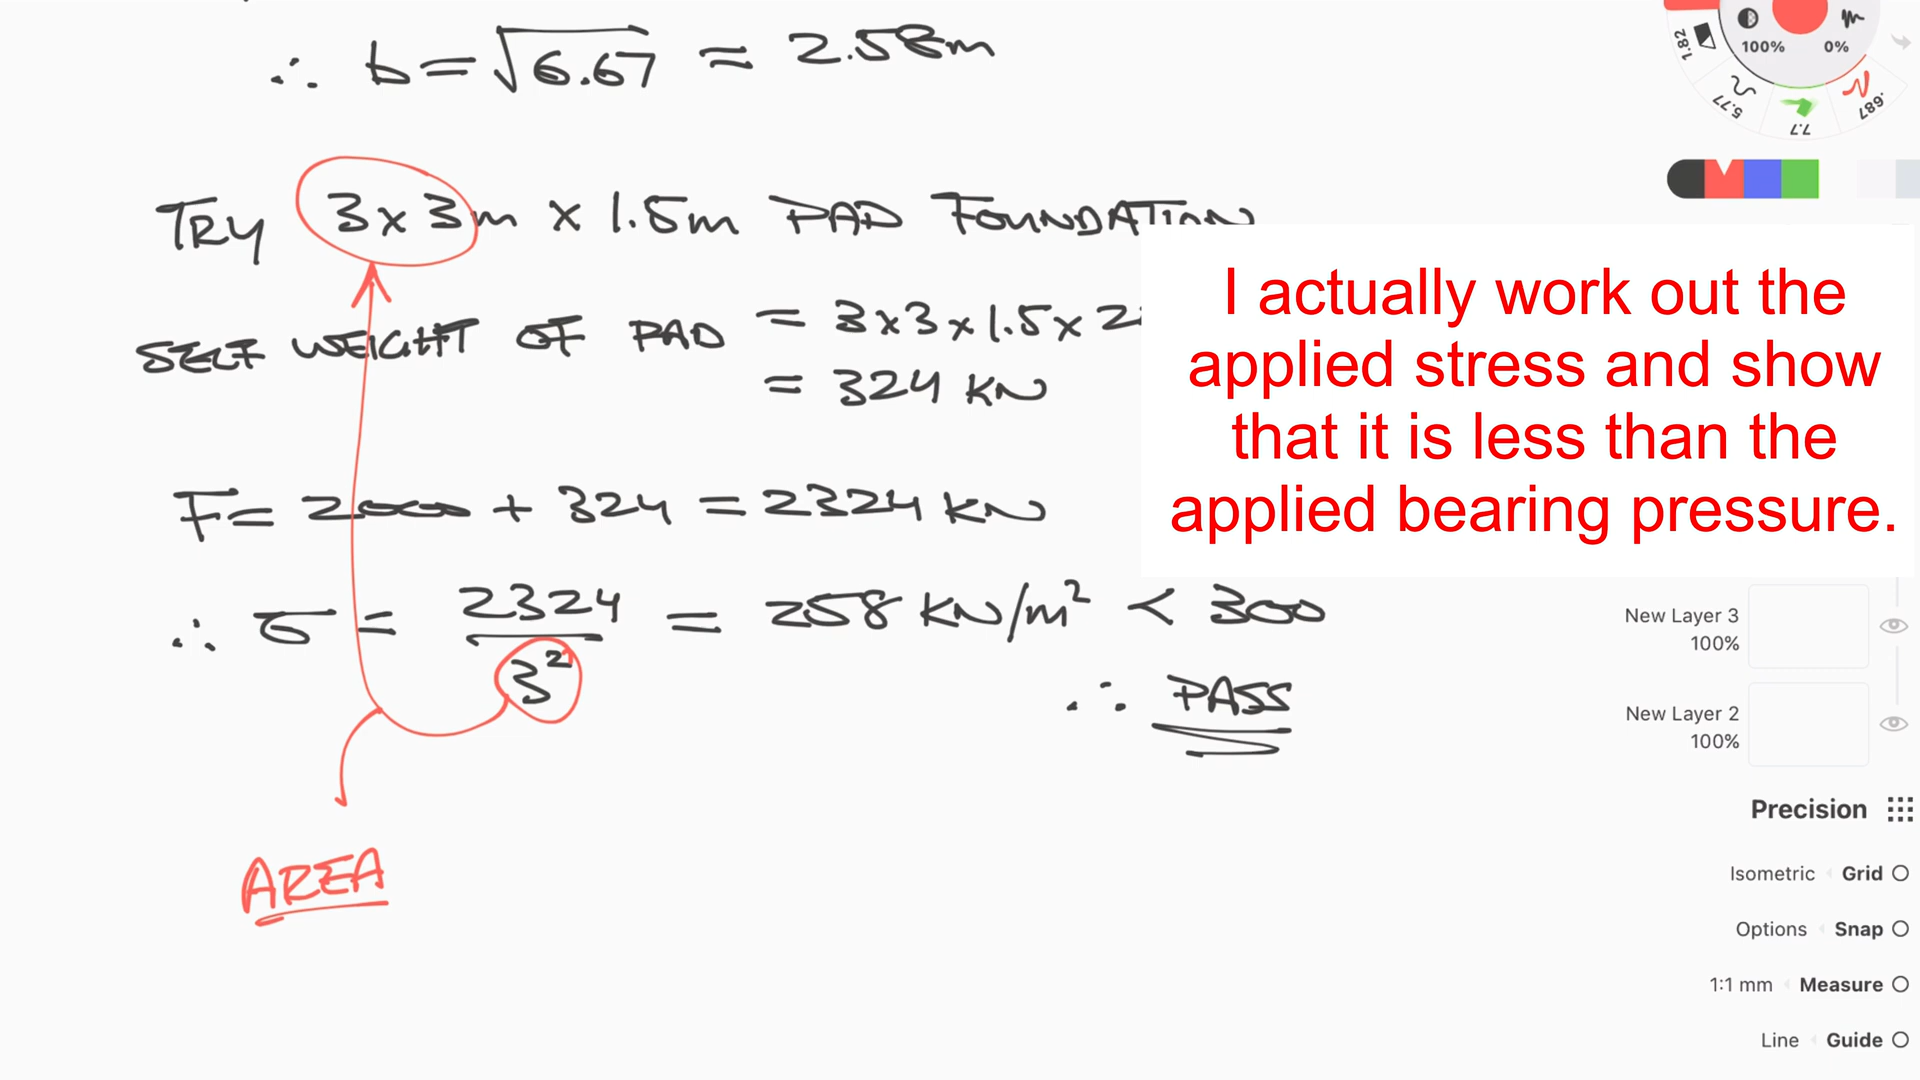 ∴ b = √6.67 = 2.58m
TRY 3x3m x 1.5m PAD FOUNDATION
SELF WEIGHT OF PAD = 3x3x1.5x2
= 324 KN
F = 2000 + 324 = 2324 KN
∴ σ = 2324 / 3² = 258 KN/m² < 300
∴ PASS
AREA
I actually work out the
applied stress and show
that it is less than the
applied bearing pressure.
100% 0%
1.82
5.77
7.7
.687
New Layer 3
100%
New Layer 2
100%
Precision
Isometric Grid
Options Snap
1:1 mm Measure
Line Guide